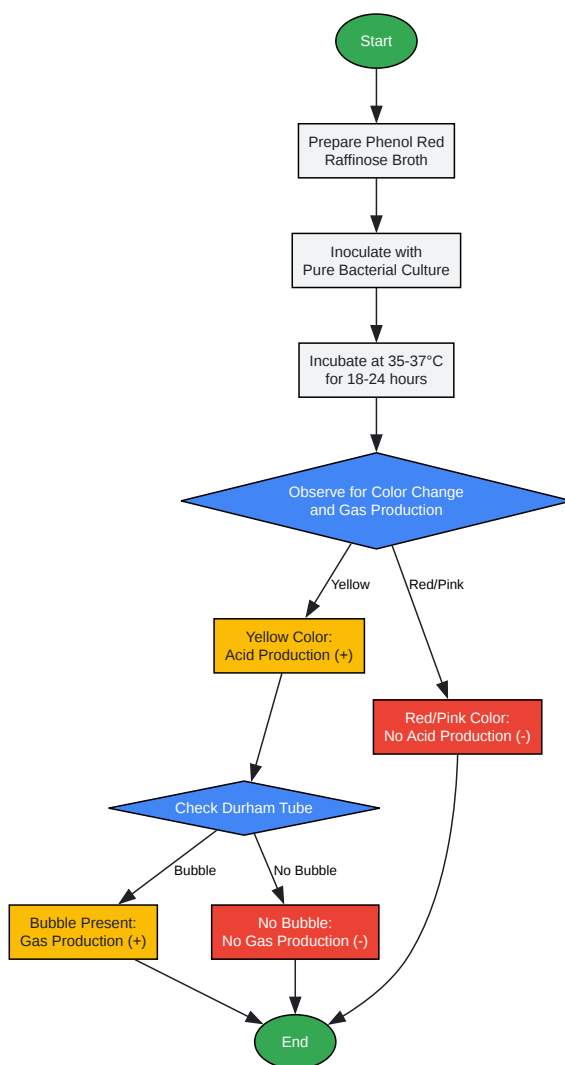 Start
Prepare Phenol Red
Raffinose Broth
Inoculate with
Pure Bacterial Culture
Incubate at 35-37°C
for 18-24 hours
Observe for Color Change
and Gas Production
Yellow
Red/Pink
Yellow Color:
Acid Production (+)
Red/Pink Color:
No Acid Production (-)
Check Durham Tube
Bubble
No Bubble
Bubble Present:
Gas Production (+)
No Bubble:
No Gas Production (-)
End